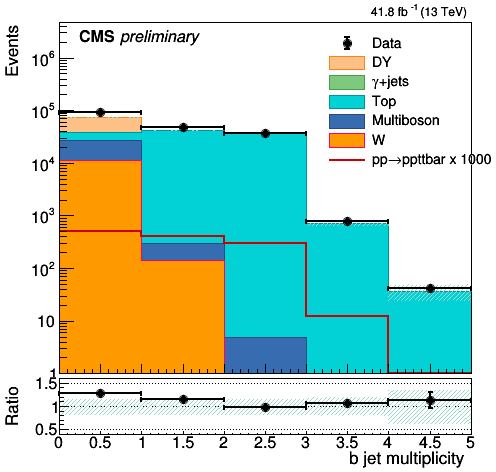 41.8 fb⁻¹ (13 TeV)
CMS preliminary
Events
10⁶
10⁵
10⁴
10³
10²
10
1
Data
DY
γ+jets
Top
Multiboson
W
pp→ppttbar x 1000
Ratio
1.5
1
0.5
0 0.5 1 1.5 2 2.5 3 3.5 4 4.5 5
b jet multiplicity